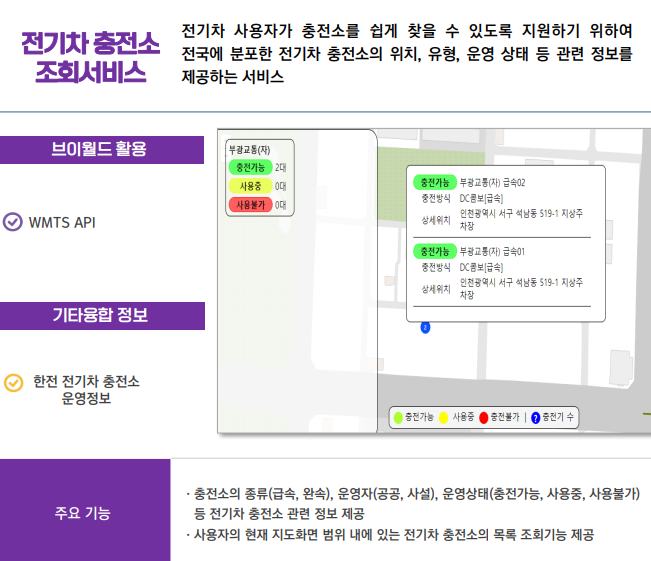 전기차 충전소
조회서비스
전기차 사용자가 충전소를 쉽게 찾을 수 있도록 지원하기 위하여
전국에 분포한 전기차 충전소의 위치, 유형, 운영 상태 등 관련 정보를
제공하는 서비스
브이월드 활용
WMTS API
기타융합 정보
한전 전기차 충전소
운영정보
부광교통(자)
충전가능 2대
사용중 0대
사용불가 0대
충전가능 부광교통(자) 급속02
충전방식 DC콤보[급속]
상세위치 인천광역시 서구 석남동 519-1 지상주
차장
충전가능 부광교통(자) 급속01
충전방식 DC콤보[급속]
상세위치 인천광역시 서구 석남동 519-1 지상주
차장
2
충전가능 사용중 충전불가 | ? 충전기 수
주요 기능
· 충전소의 종류(급속, 완속), 운영자(공공, 사설), 운영상태(충전가능, 사용중, 사용불가)
등 전기차 충전소 관련 정보 제공
· 사용자의 현재 지도화면 범위 내에 있는 전기차 충전소의 목록 조회기능 제공